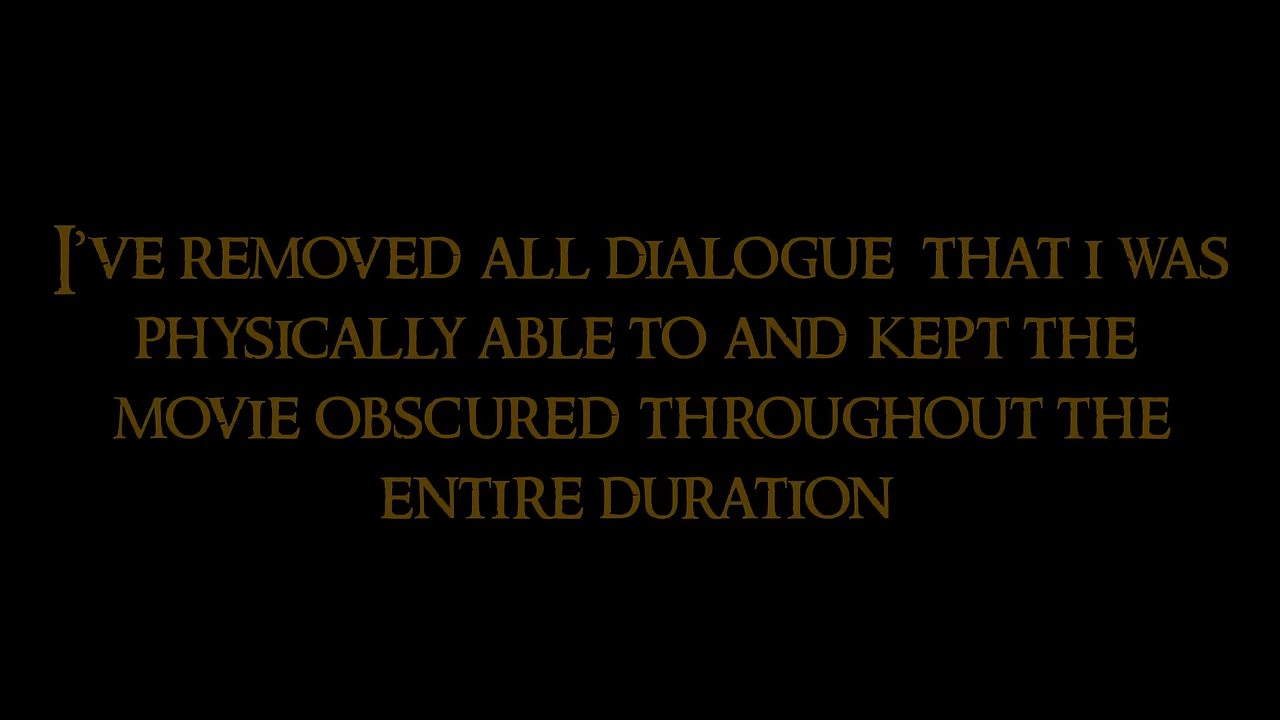 I'VE REMOVED ALL DIALOGUE THAT I WAS
PHYSICALLY ABLE TO AND KEPT THE
MOVIE OBSCURED THROUGHOUT THE
ENTIRE DURATION